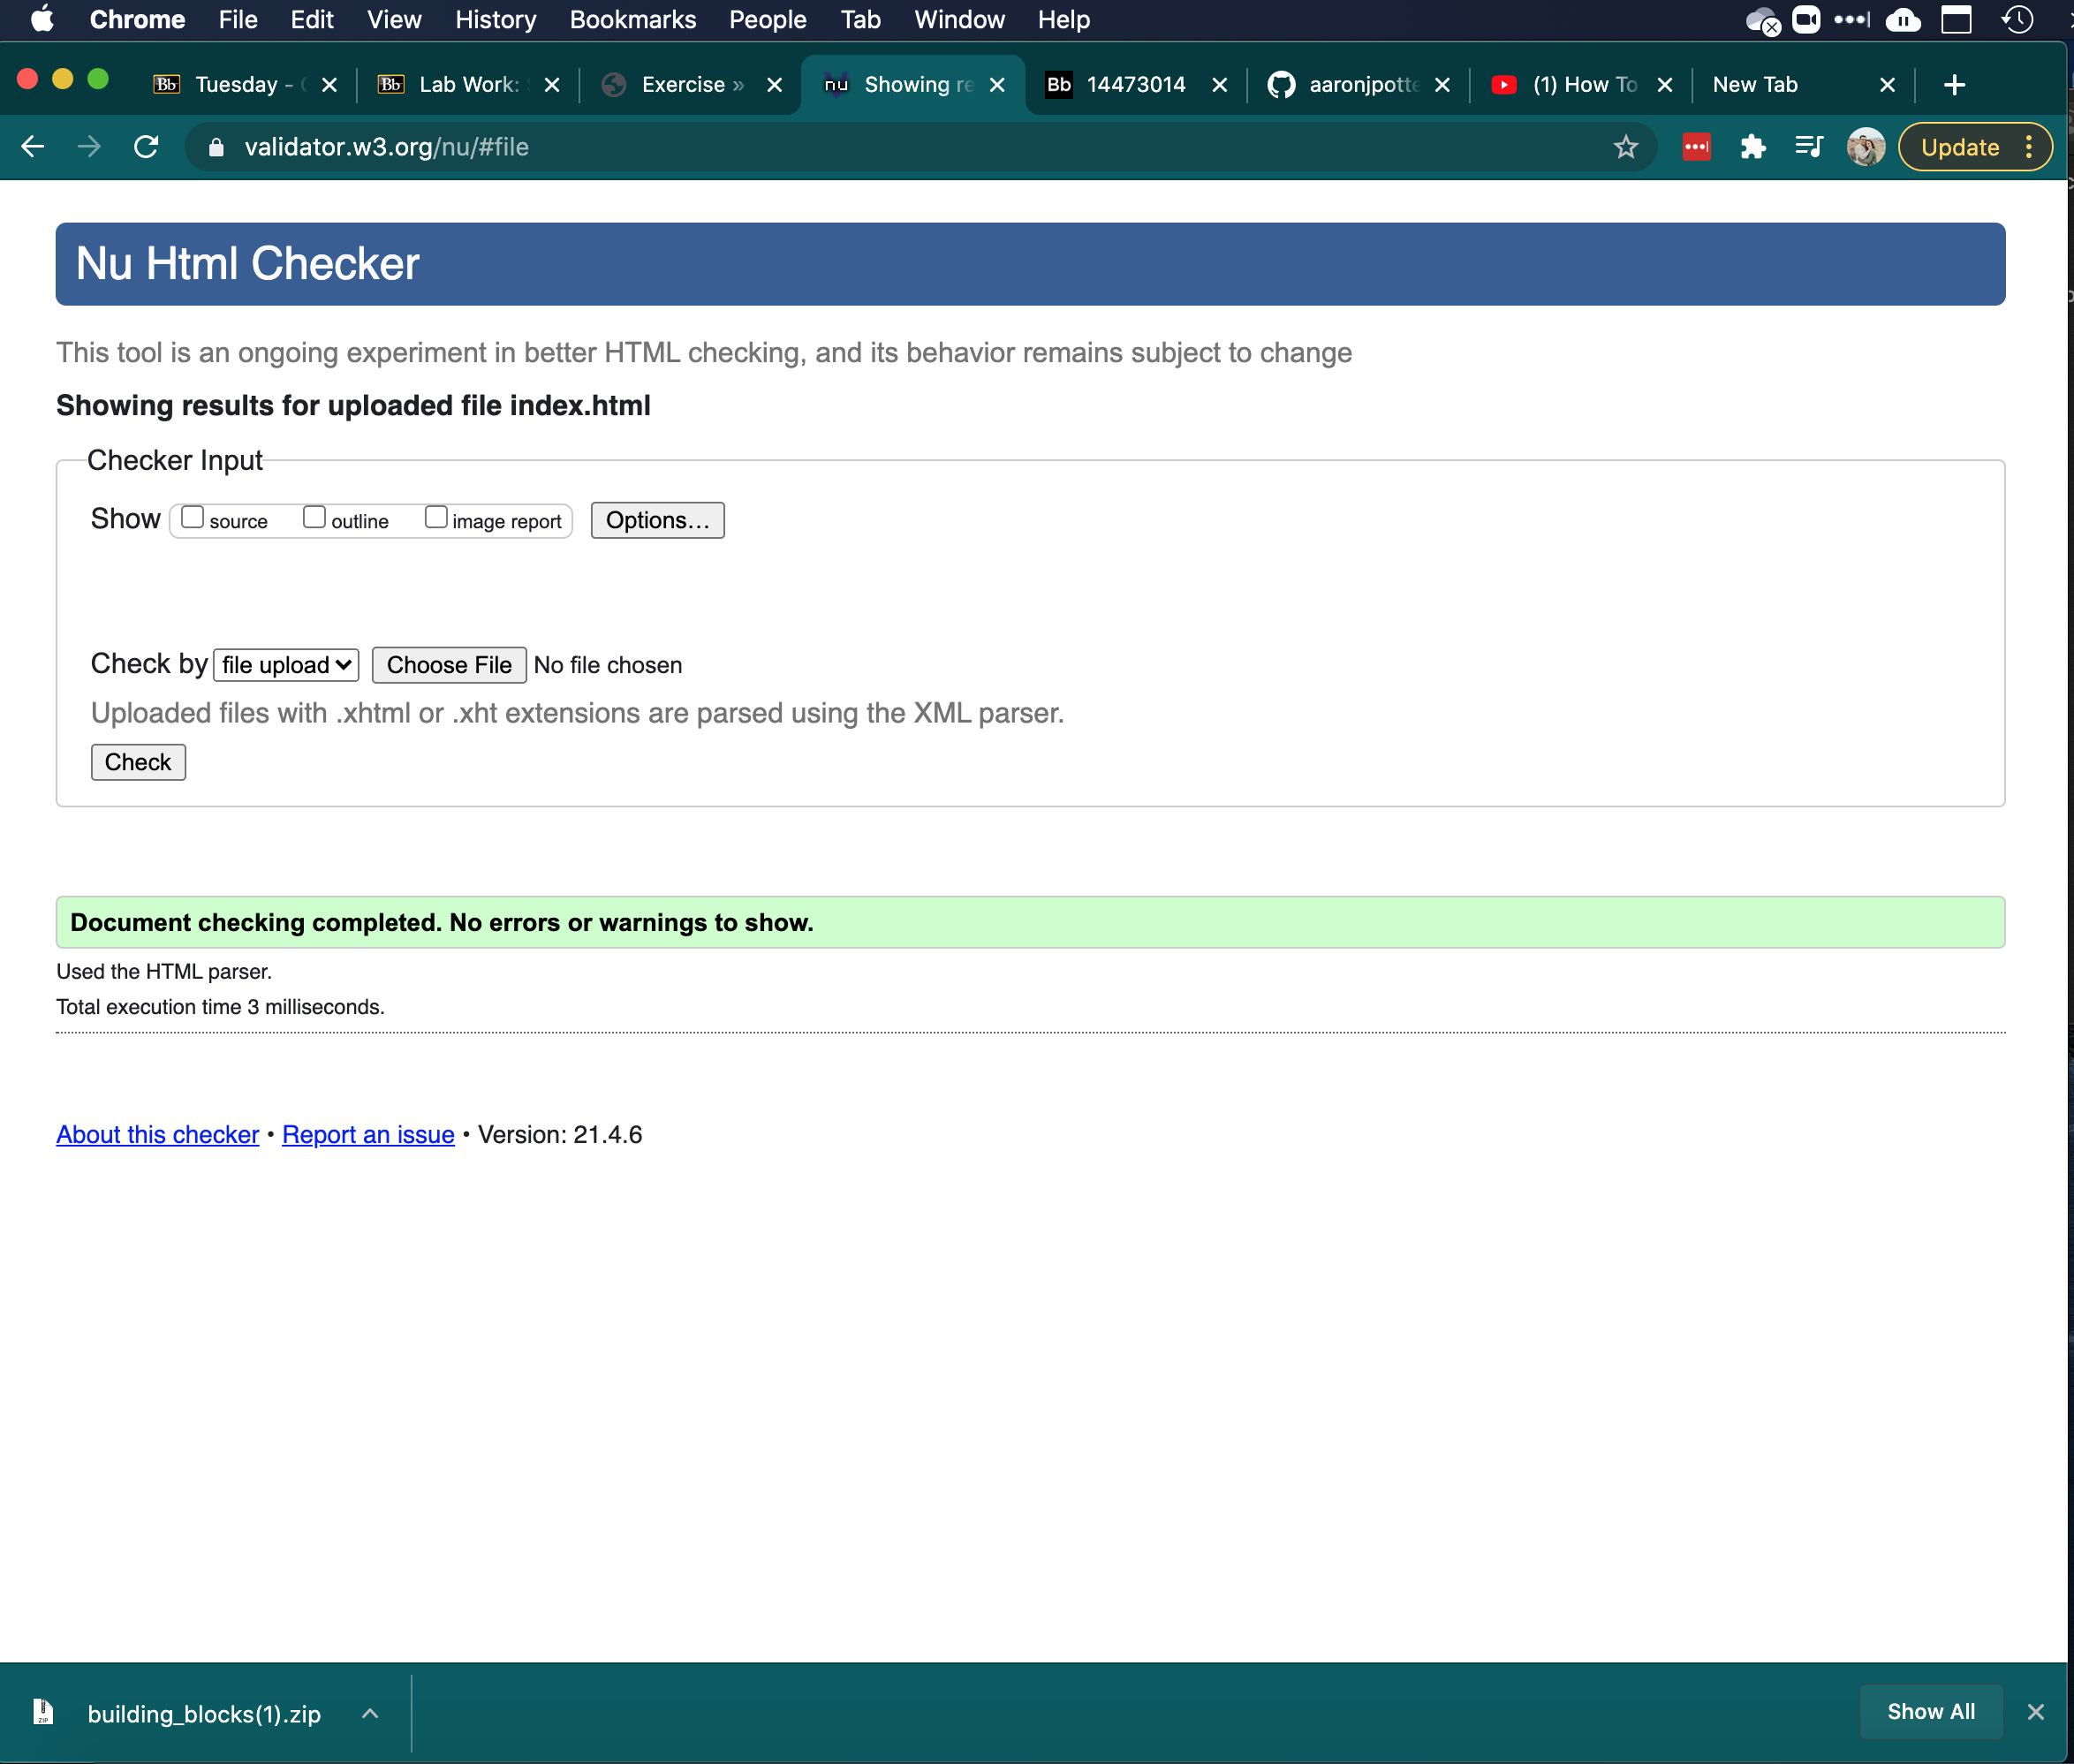 Chrome File Edit View History Bookmarks People Tab Window Help
Bb Tuesday - Bb Lab Work: Exercise » nu Showing re Bb 14473014 aaronjpotte (1) How To New Tab
validator.w3.org/nu/#file Update
Nu Html Checker
This tool is an ongoing experiment in better HTML checking, and its behavior remains subject to change
Showing results for uploaded file index.html
Checker Input
Show source outline image report Options...
Check by file upload Choose File No file chosen
Uploaded files with .xhtml or .xht extensions are parsed using the XML parser.
Check
Document checking completed. No errors or warnings to show.
Used the HTML parser.
Total execution time 3 milliseconds.
About this checker • Report an issue • Version: 21.4.6
ZIP building_blocks(1).zip Show All